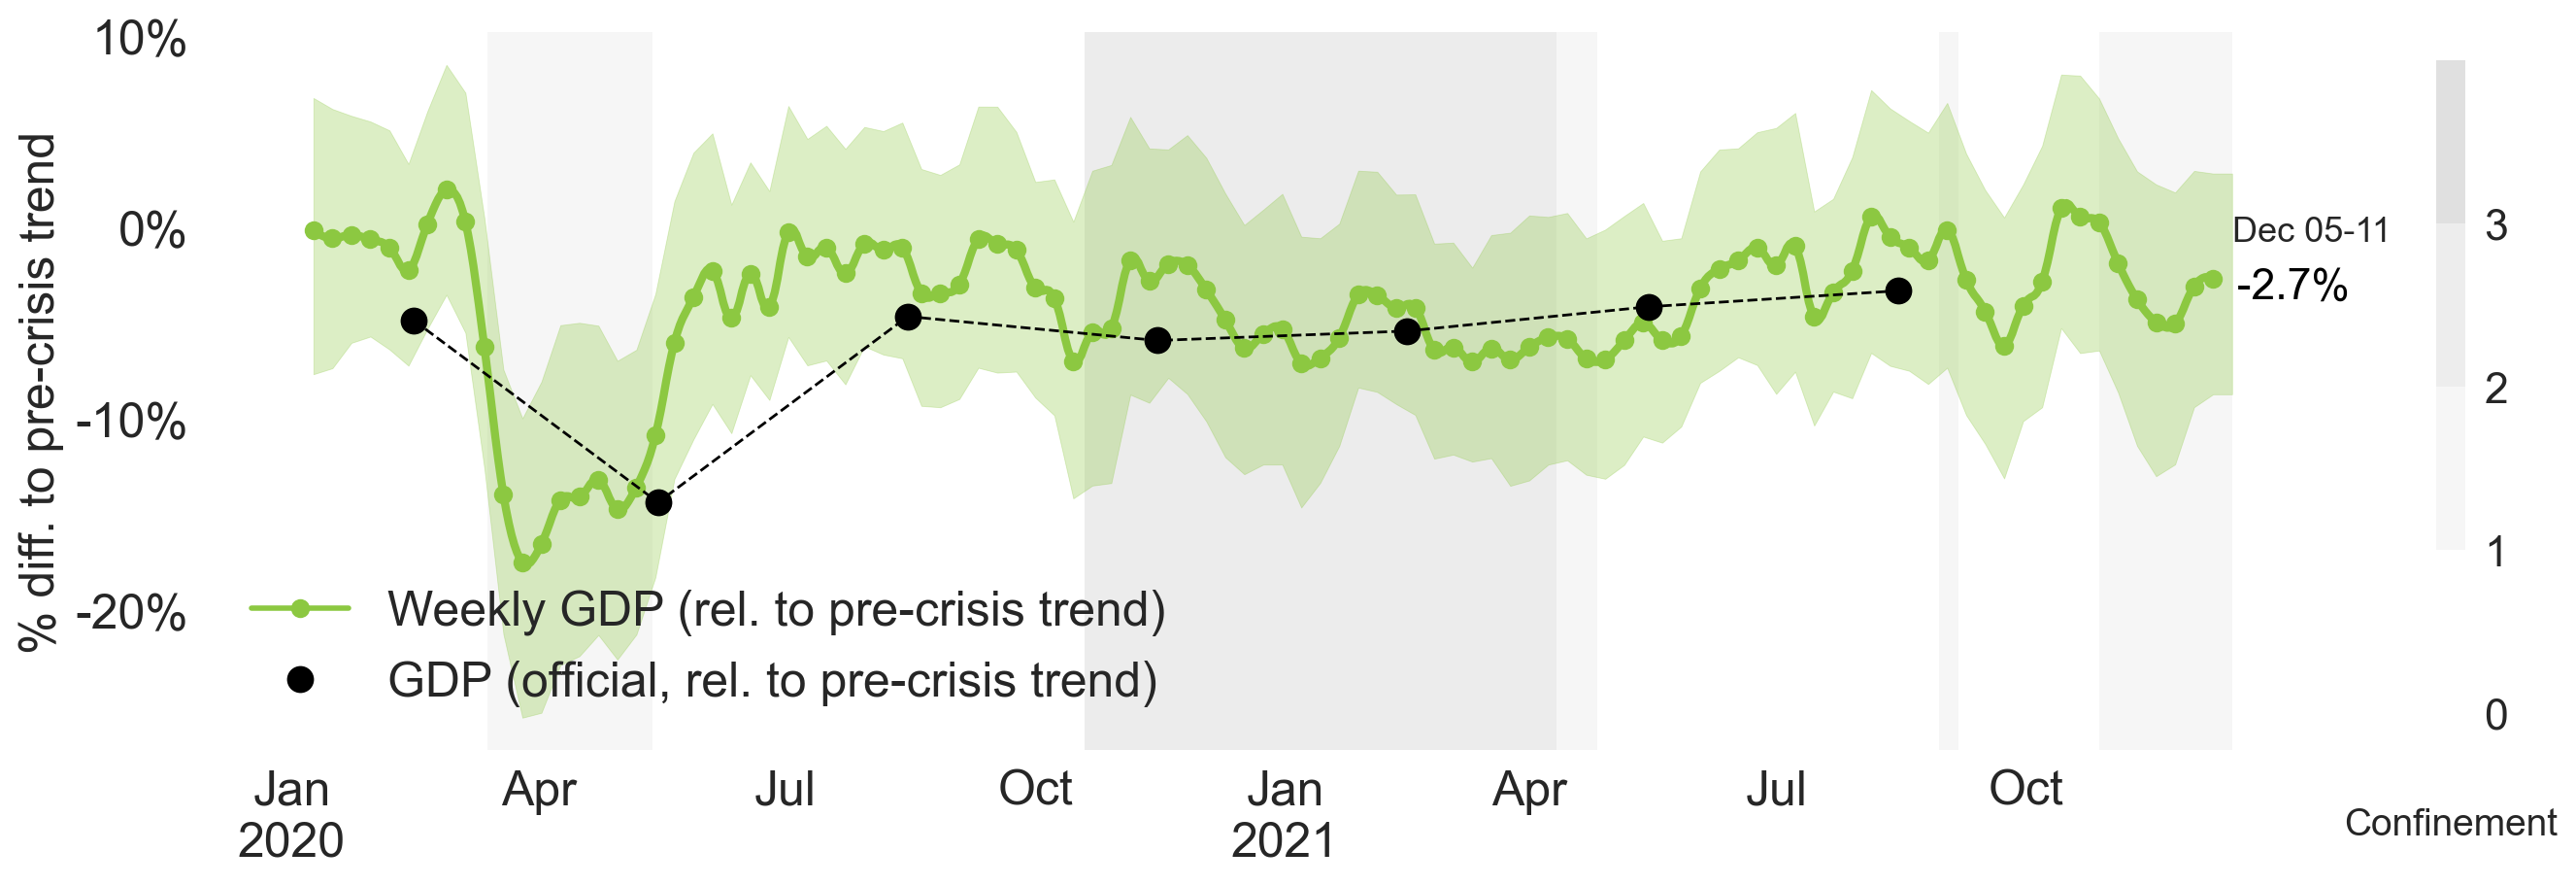 % diff. to pre-crisis trend
10%
0%
-10%
-20%
Weekly GDP (rel. to pre-crisis trend)
GDP (official, rel. to pre-crisis trend)
Dec 05-11
-2.7%
3
2
1
0
Jan Apr Jul Oct Jan Apr Jul Oct
2020 2021
Confinement